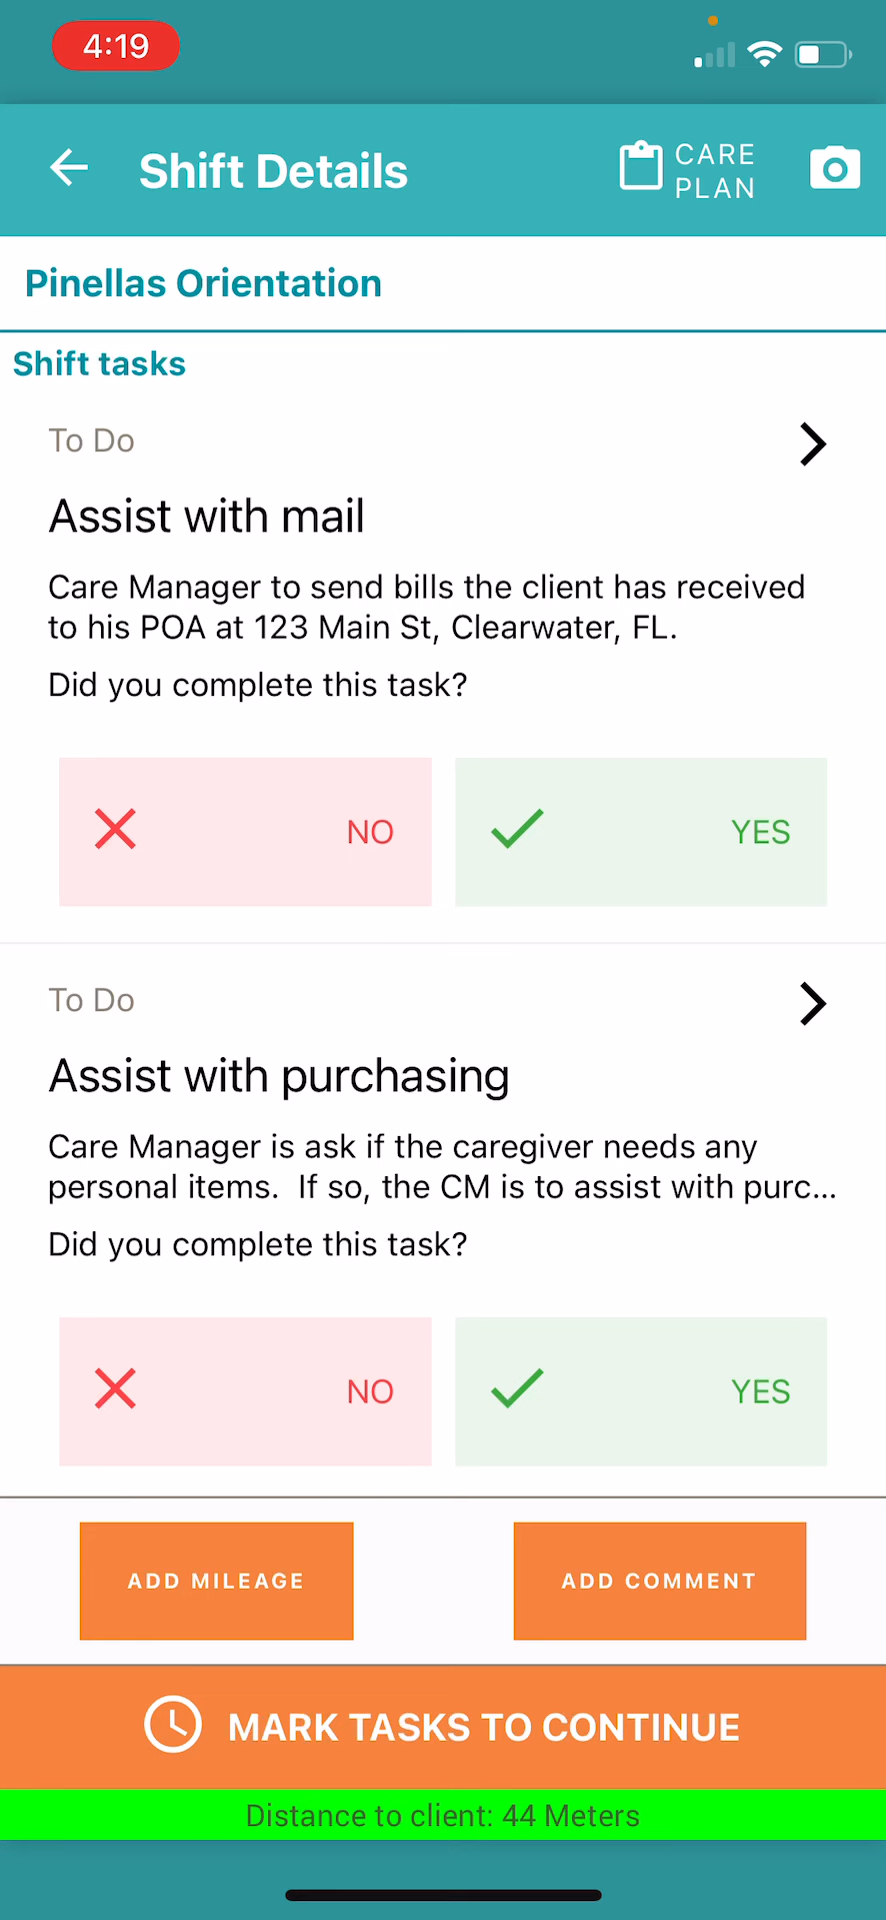 4:19
Shift Details
CARE
PLAN
Pinellas Orientation
Shift tasks
To Do
Assist with mail
Care Manager to send bills the client has received
to his POA at 123 Main St, Clearwater, FL.
Did you complete this task?
NO
YES
To Do
Assist with purchasing
Care Manager is ask if the caregiver needs any
personal items.  If so, the CM is to assist with purc...
Did you complete this task?
NO
YES
ADD MILEAGE
ADD COMMENT
MARK TASKS TO CONTINUE
Distance to client: 44 Meters